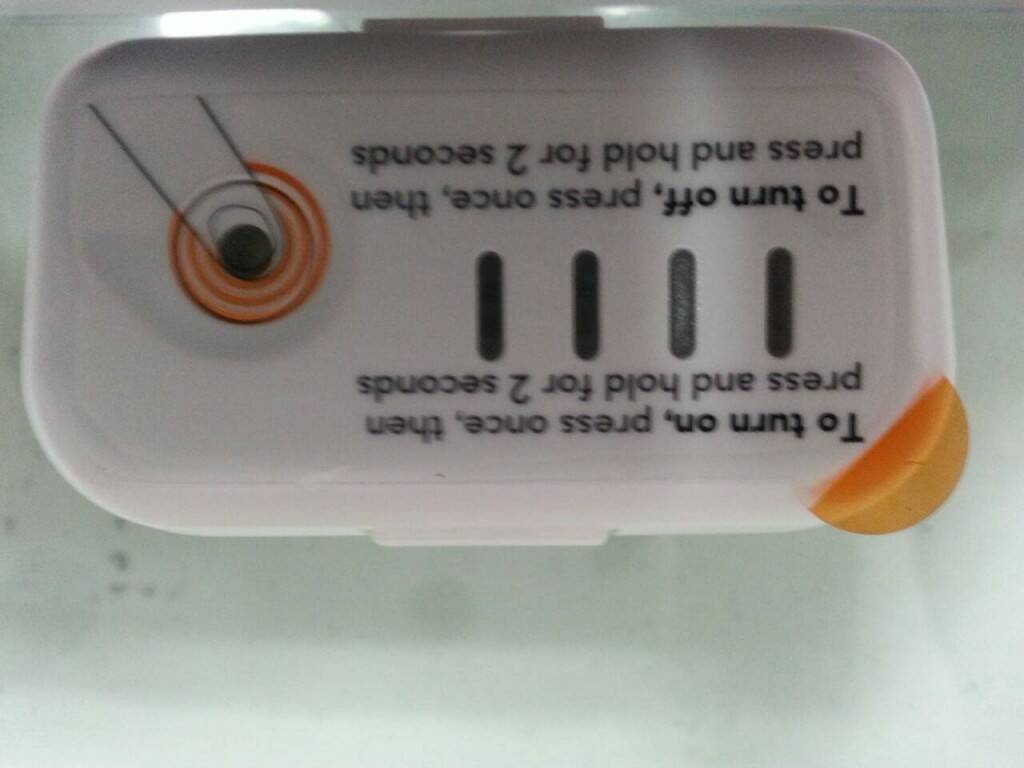 To turn on, press once, then
press and hold for 2 seconds
To turn off, press once, then
press and hold for 2 seconds